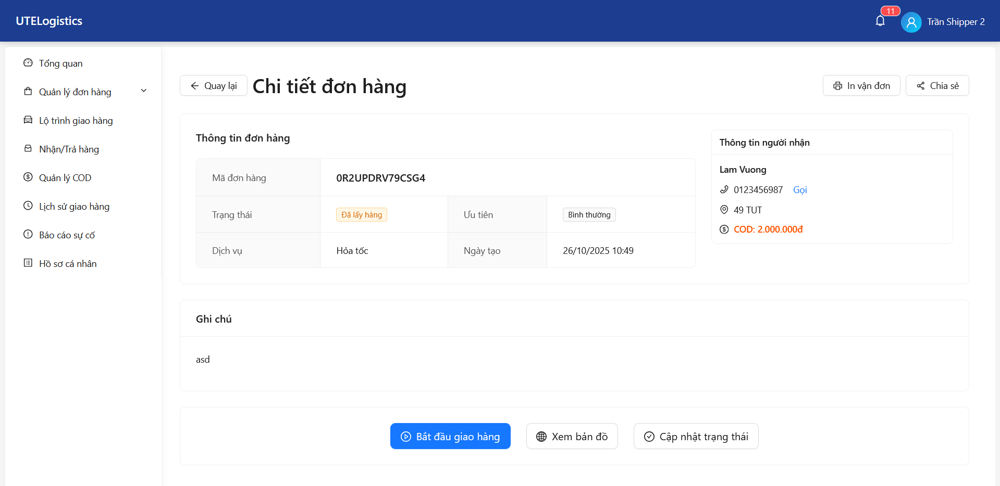 UTELogistics
11
Trần Shipper 2
Tổng quan
Quản lý đơn hàng
Lộ trình giao hàng
Nhận/Trả hàng
Quản lý COD
Lịch sử giao hàng
Báo cáo sự cố
Hồ sơ cá nhân
Quay lại
Chi tiết đơn hàng
In vận đơn
Chia sẻ
Thông tin đơn hàng
Mã đơn hàng
0R2UPDRV79CSG4
Trạng thái
Đã lấy hàng
Ưu tiên
Bình thường
Dịch vụ
Hỏa tốc
Ngày tạo
26/10/2025 10:49
Thông tin người nhận
Lam Vuong
0123456987 Gọi
49 TUT
COD: 2.000.000đ
Ghi chú
asd
Bắt đầu giao hàng
Xem bản đồ
Cập nhật trạng thái